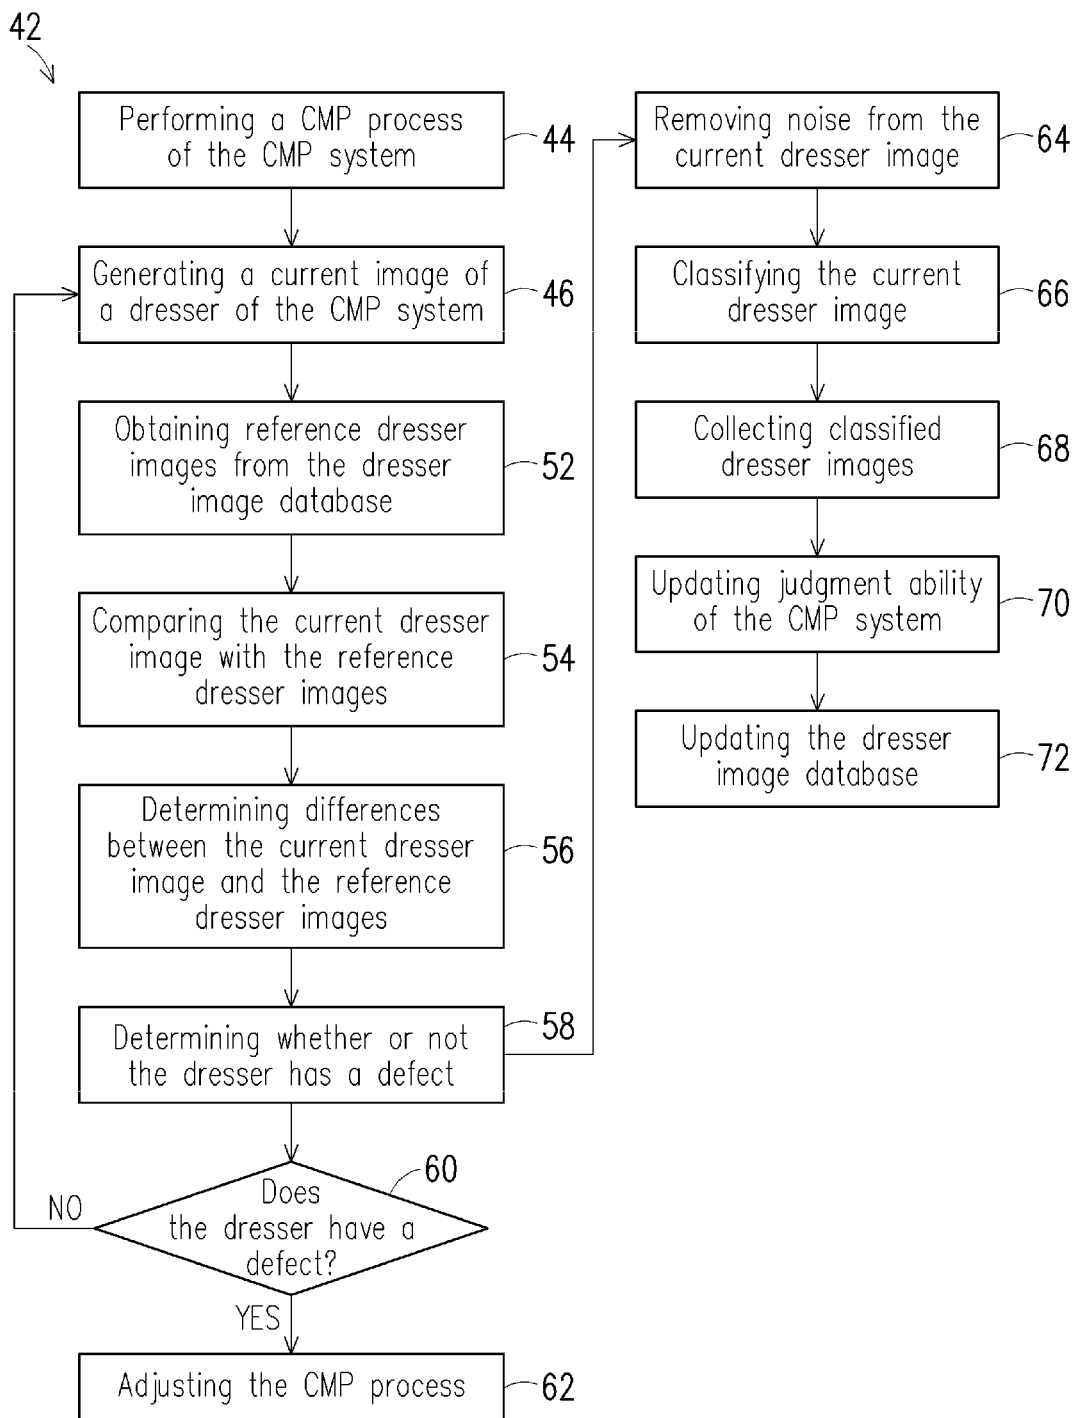 42
Performing a CMP process
of the CMP system
44
Generating a current image of
a dresser of the CMP system
46
Obtaining reference dresser
images from the dresser
image database
52
Comparing the current dresser
image with the reference
dresser images
54
Determining differences
between the current dresser
image and the reference
dresser images
56
Determining whether or not
the dresser has a defect
58
Does
the dresser have a
defect?
60
NO
YES
Adjusting the CMP process
62
Removing noise from the
current dresser image
64
Classifying the current
dresser image
66
Collecting classified
dresser images
68
Updating judgment ability
of the CMP system
70
Updating the dresser
image database
72